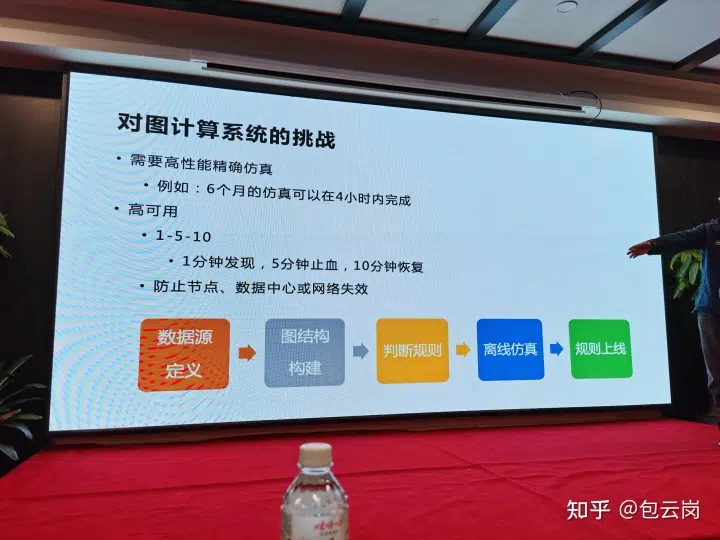 对图计算系统的挑战
• 需要高性能精确仿真
• 例如：6个月的仿真可以在4小时内完成
• 高可用
• 1-5-10
• 1分钟发现，5分钟止血，10分钟恢复
• 防止节点、数据中心或网络失效
数据源
定义
图结构
构建
判断规则
离线仿真
规则上线
知乎 @包云岗